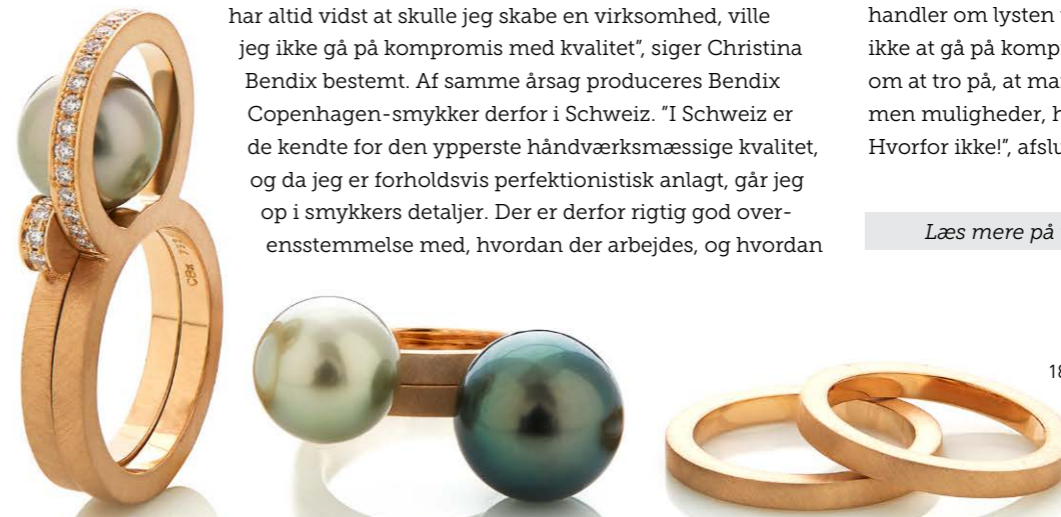 har altid vidst at skulle jeg skabe en virksomhed, ville
jeg ikke gå på kompromis med kvalitet”, siger Christina
Bendix bestemt. Af samme årsag produceres Bendix
Copenhagen-smykker derfor i Schweiz. ”I Schweiz er
de kendte for den ypperste håndværksmæssige kvalitet,
og da jeg er forholdsvis perfektionistisk anlagt, går jeg
op i smykkers detaljer. Der er derfor rigtig god over-
ensstemmelse med, hvordan der arbejdes, og hvordan
handler om lysten
ikke at gå på
om at tro på, at
men muligheder,
Hvorfor ikke!”,
Læs mere på